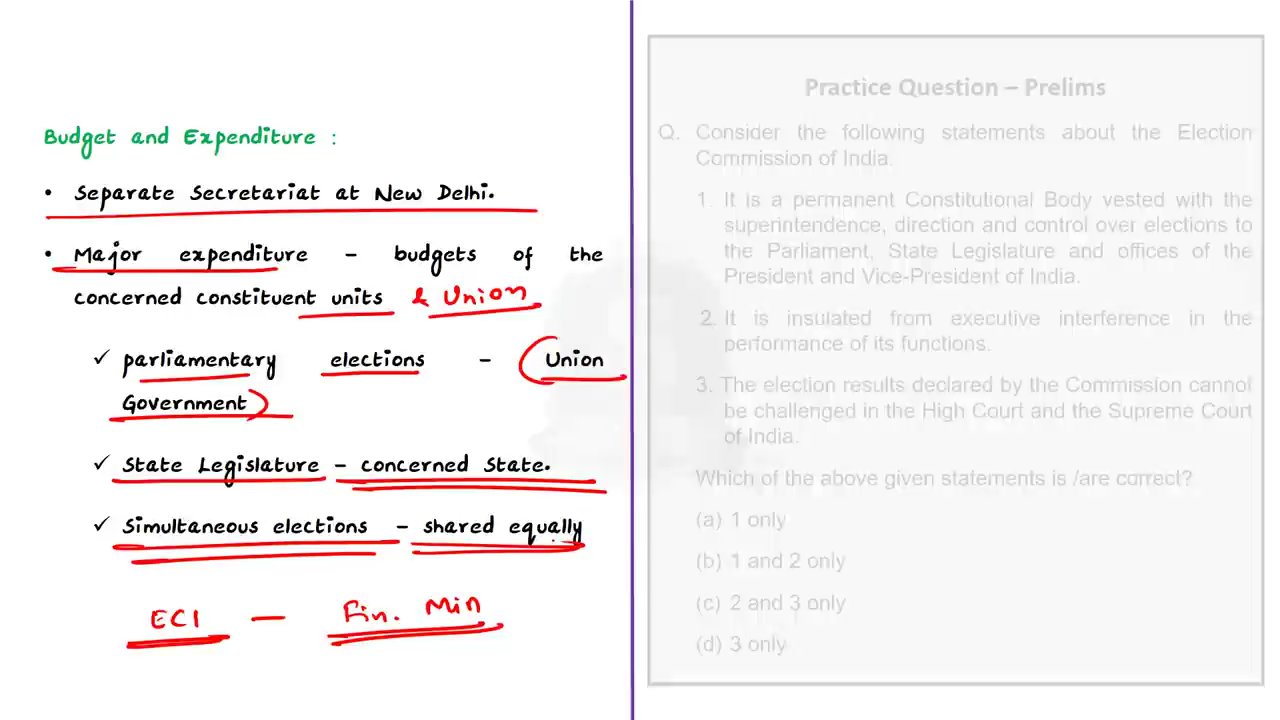 Budget and Expenditure :
• Separate Secretariat at New Delhi.
• Major expenditure – budgets of the
concerned constituent units & Union
✓ parliamentary elections – (Union
Government)
✓ State Legislature – concerned State.
✓ Simultaneous elections – shared equally
ECI — Fin. Min
Practice Question – Prelims
Q. Consider the following statements about the Election
Commission of India.
1. It is a permanent Constitutional Body vested with the
superintendence, direction and control over elections to
the Parliament, State Legislature and offices of the
President and Vice-President of India.
2. It is insulated from executive interference in the
performance of its functions.
3. The election results declared by the Commission cannot
be challenged in the High Court and the Supreme Court
of India.
Which of the above given statements is /are correct?
(a) 1 only
(b) 1 and 2 only
(c) 2 and 3 only
(d) 3 only